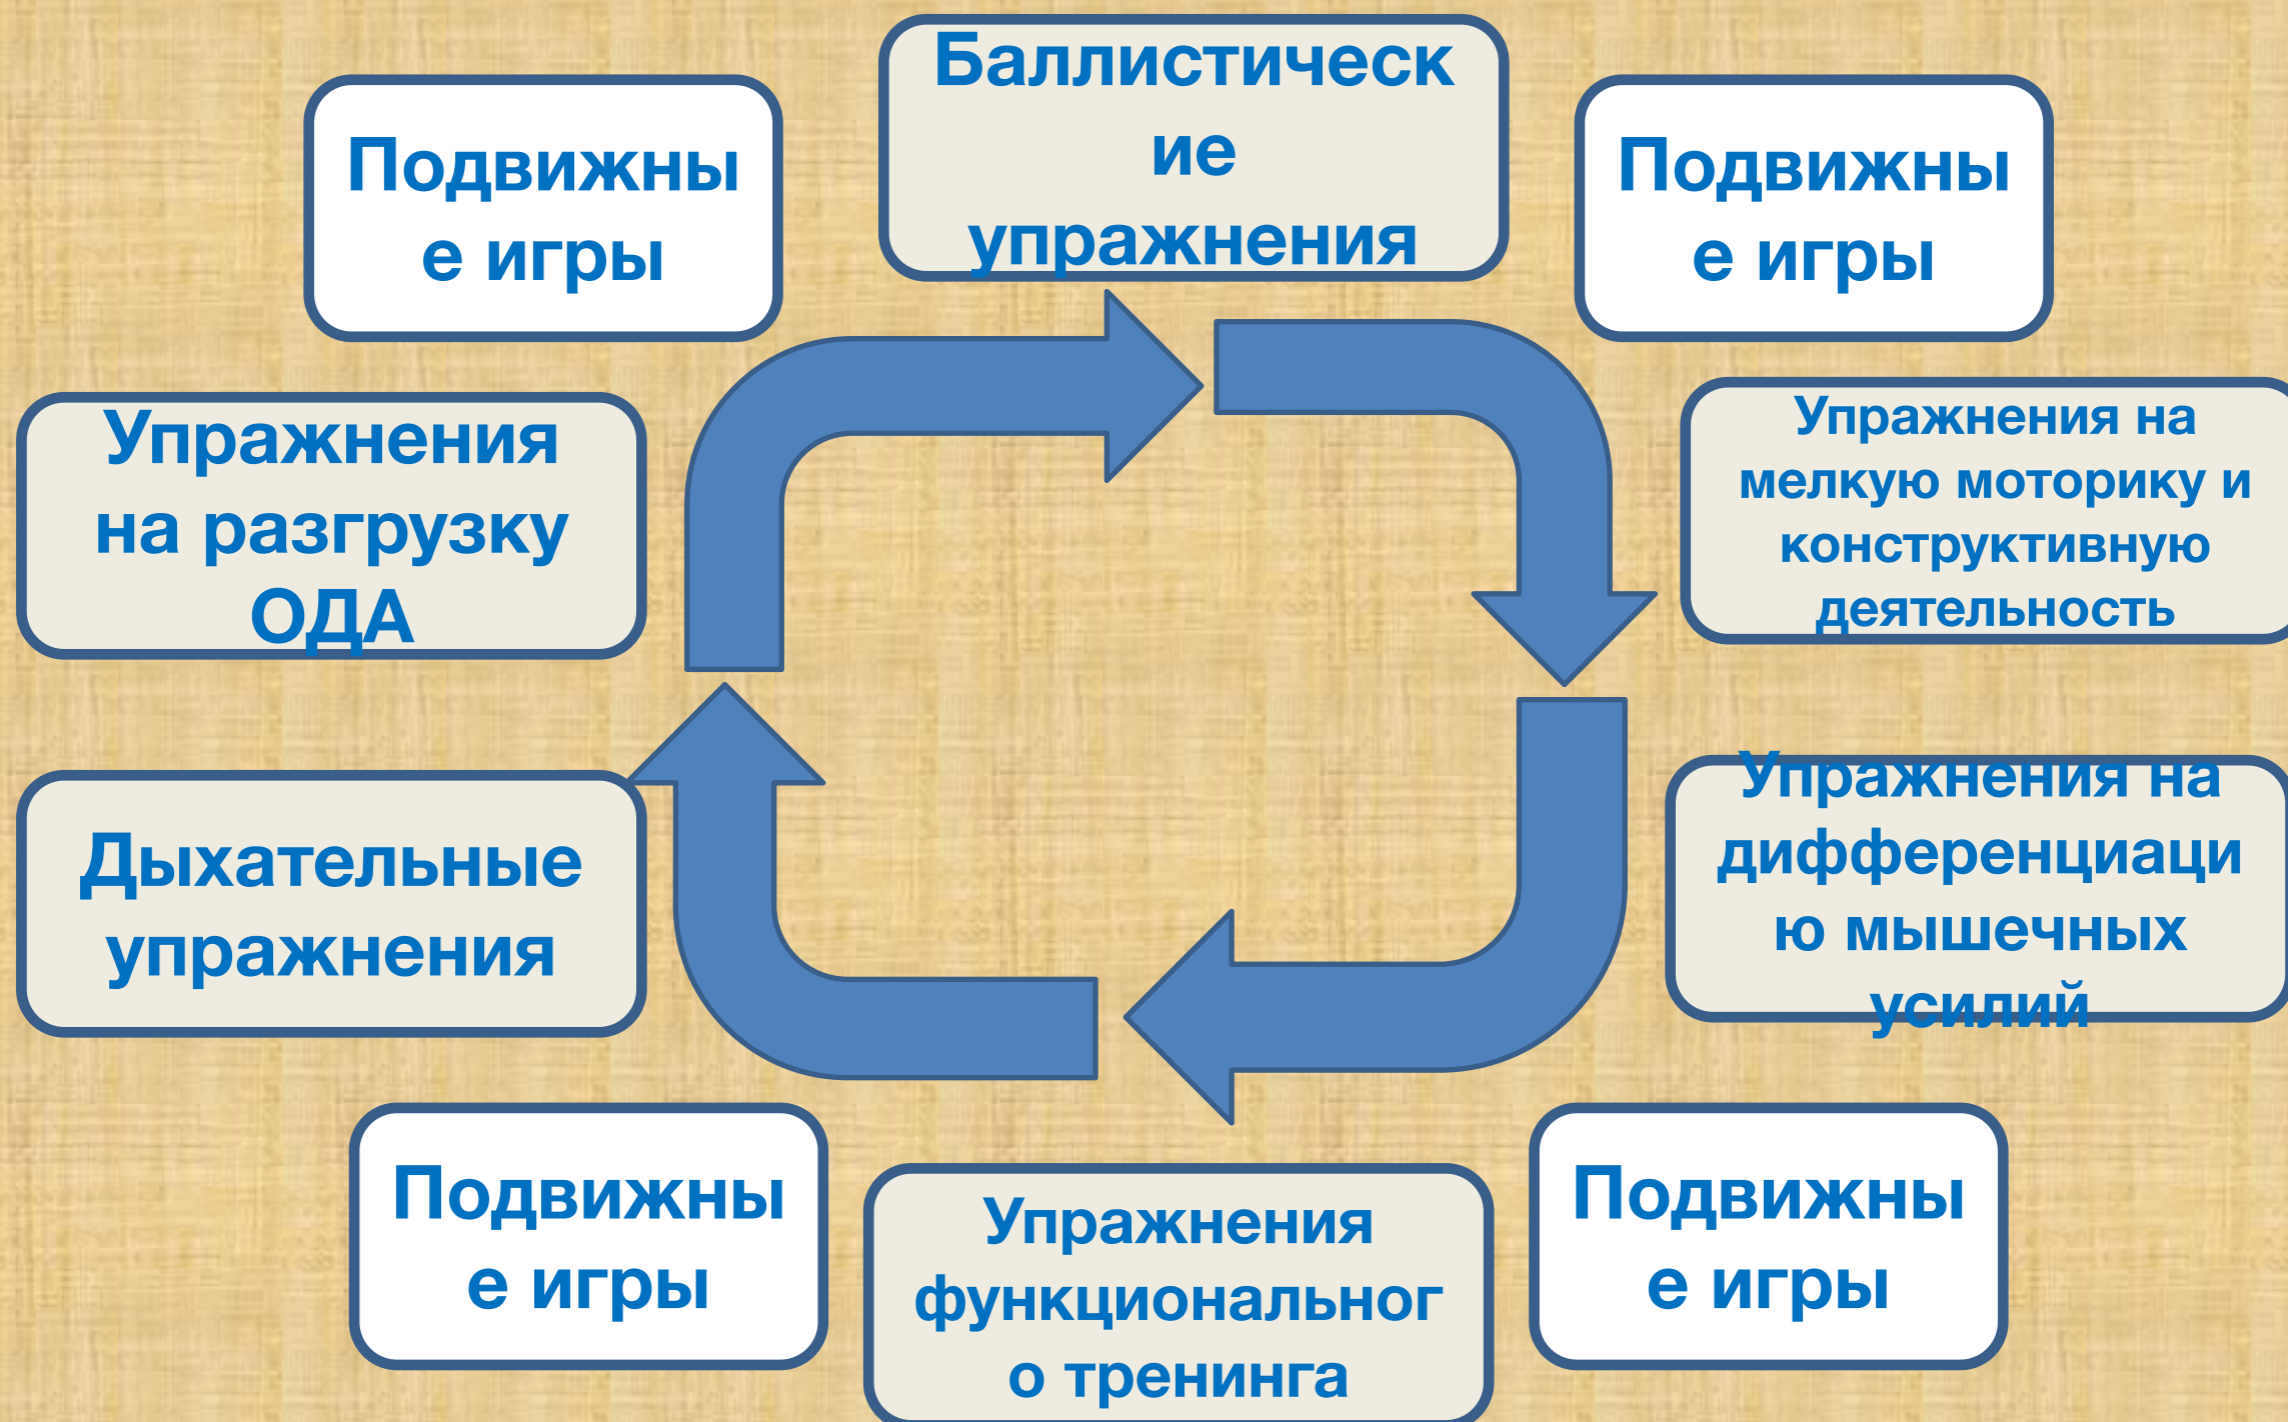 Баллистическ
ие
упражнения
Подвижны
е игры
Подвижны
е игры
Упражнения
на разгрузку
ОДА
Упражнения на
мелкую моторику и
конструктивную
деятельность
Дыхательные
упражнения
Упражнения на
дифференциаци
ю мышечных
усилий
Подвижны
е игры
Упражнения
функциональног
о тренинга
Подвижны
е игры